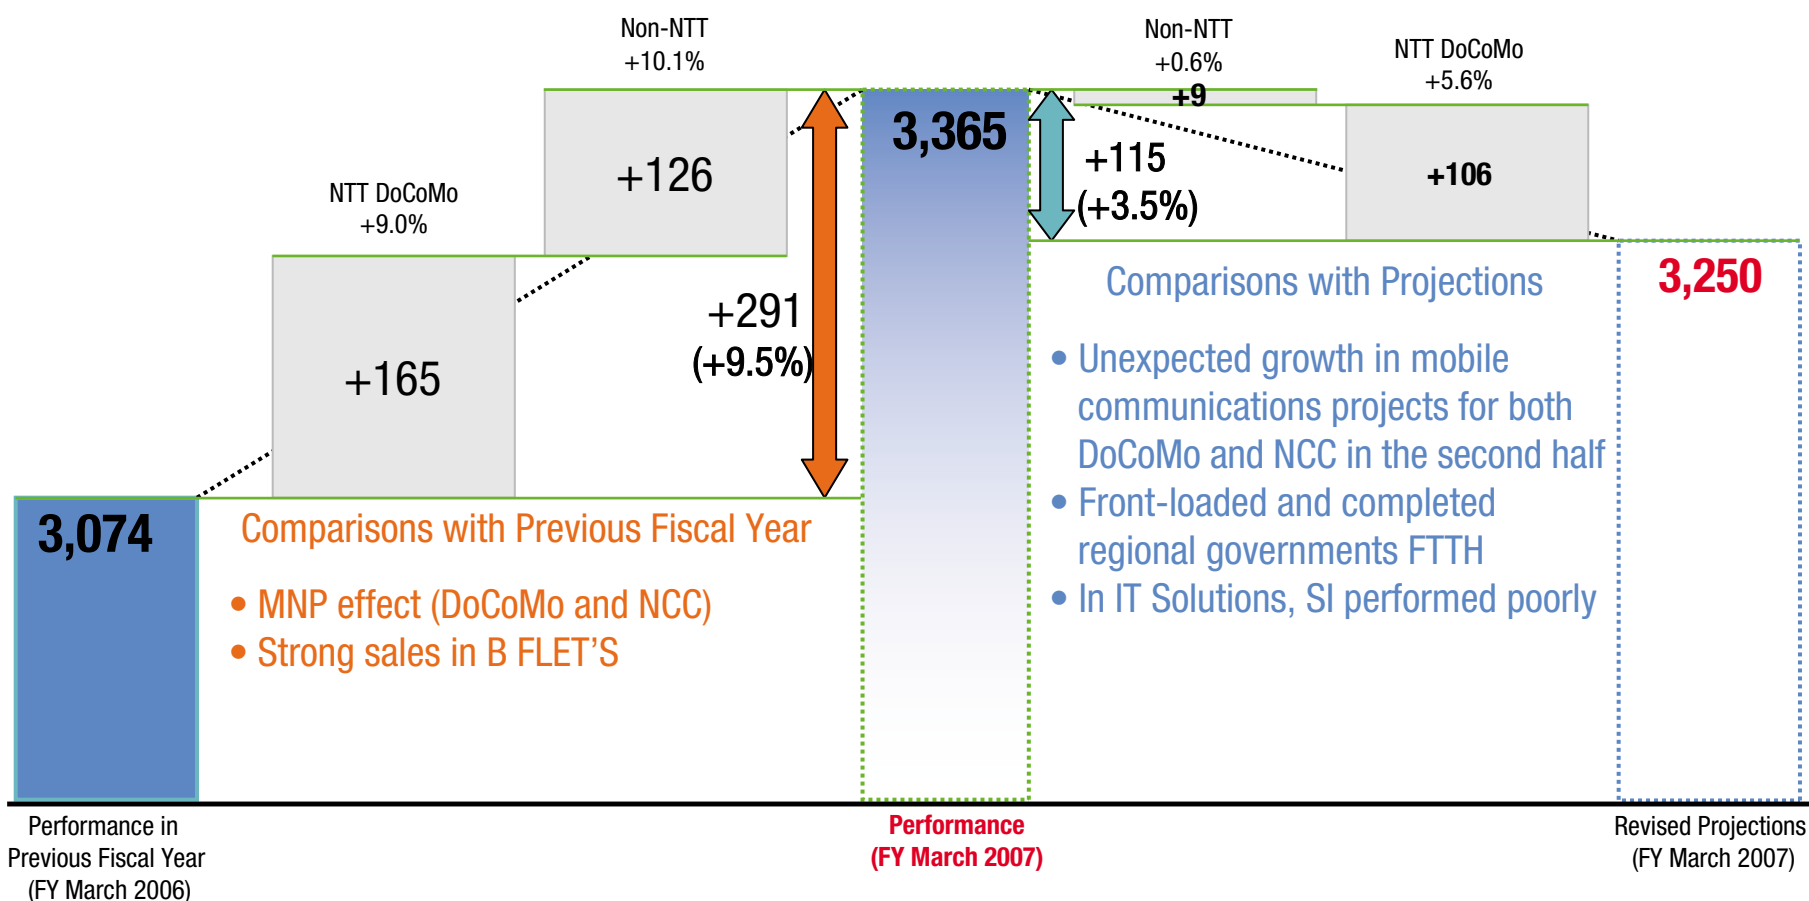 Non-NTT
+10.1%
Non-NTT
+0.6%
+9
NTT DoCoMo
+5.6%
3,365
+126
+115
(+3.5%)
+106
NTT DoCoMo
+9.0%
+165
+291
(+9.5%)
Comparisons with Projections
3,250
• Unexpected growth in mobile
communications projects for both
DoCoMo and NCC in the second half
• Front-loaded and completed
regional governments FTTH
• In IT Solutions, SI performed poorly
3,074
Comparisons with Previous Fiscal Year
• MNP effect (DoCoMo and NCC)
• Strong sales in B FLET’S
Performance in
Previous Fiscal Year
(FY March 2006)
Performance
(FY March 2007)
Revised Projections
(FY March 2007)